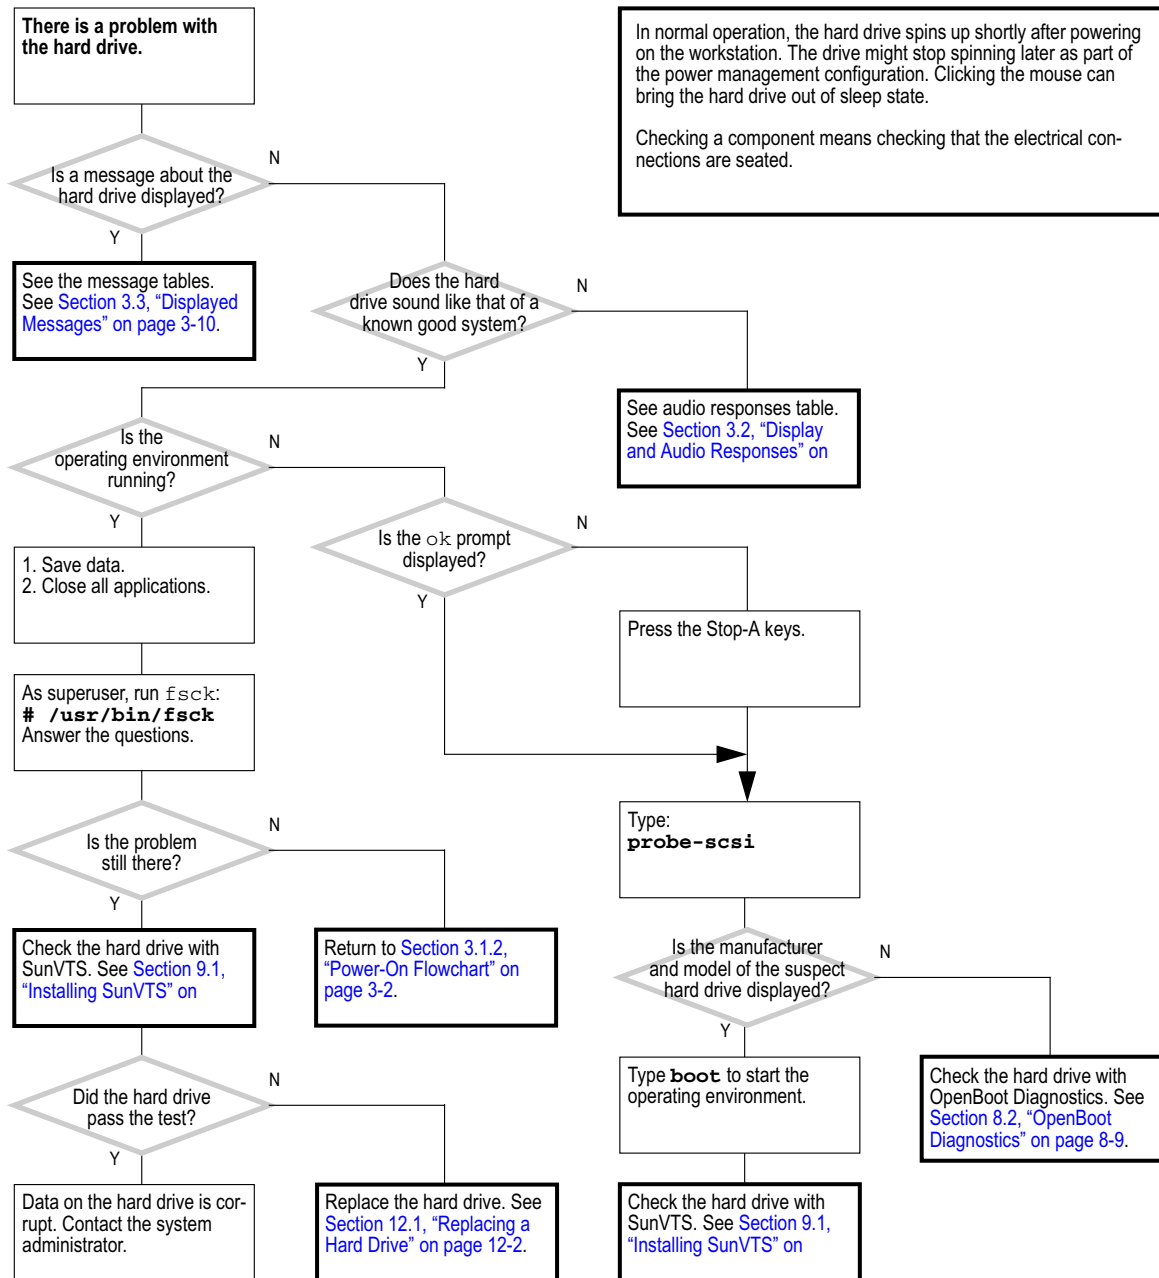 There is a problem with
the hard drive.
In normal operation, the hard drive spins up shortly after powering
on the workstation. The drive might stop spinning later as part of
the power management configuration. Clicking the mouse can
bring the hard drive out of sleep state.
Checking a component means checking that the electrical con-
nections are seated.
Is a message about the
hard drive displayed?
N
Y
See the message tables.
See Section 3.3, “Displayed
Messages” on page 3-10.
Does the hard
drive sound like that of a
known good system?
N
Y
See audio responses table.
See Section 3.2, “Display
and Audio Responses” on
Is the
operating environment
running?
N
Y
Is the ok prompt
displayed?
N
Y
1. Save data.
2. Close all applications.
Press the Stop-A keys.
As superuser, run fsck:
# /usr/bin/fsck
Answer the questions.
Type:
probe-scsi
Is the problem
still there?
N
Y
Check the hard drive with
SunVTS. See Section 9.1,
“Installing SunVTS” on
Return to Section 3.1.2,
“Power-On Flowchart” on
page 3-2.
Is the manufacturer
and model of the suspect
hard drive displayed?
N
Y
Did the hard drive
pass the test?
N
Y
Type boot to start the
operating environment.
Check the hard drive with
OpenBoot Diagnostics. See
Section 8.2, “OpenBoot
Diagnostics” on page 8-9.
Data on the hard drive is cor-
rupt. Contact the system
administrator.
Replace the hard drive. See
Section 12.1, “Replacing a
Hard Drive” on page 12-2.
Check the hard drive with
SunVTS. See Section 9.1,
“Installing SunVTS” on